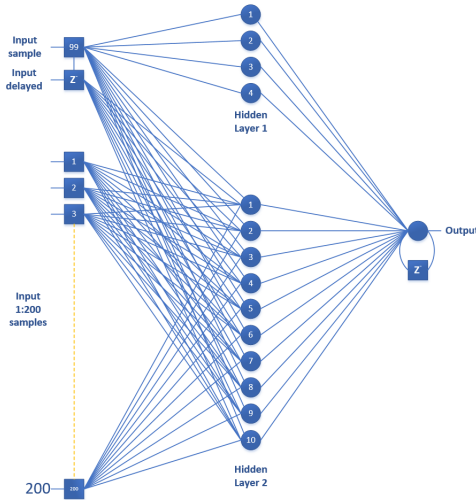 Input
sample
99
Input
delayed
Z⁻
1
2
3
4
Hidden
Layer 1
1
2
3
Input
1:200
samples
200
200
1
2
3
4
5
6
7
8
9
10
Hidden
Layer 2
Output
Z⁻